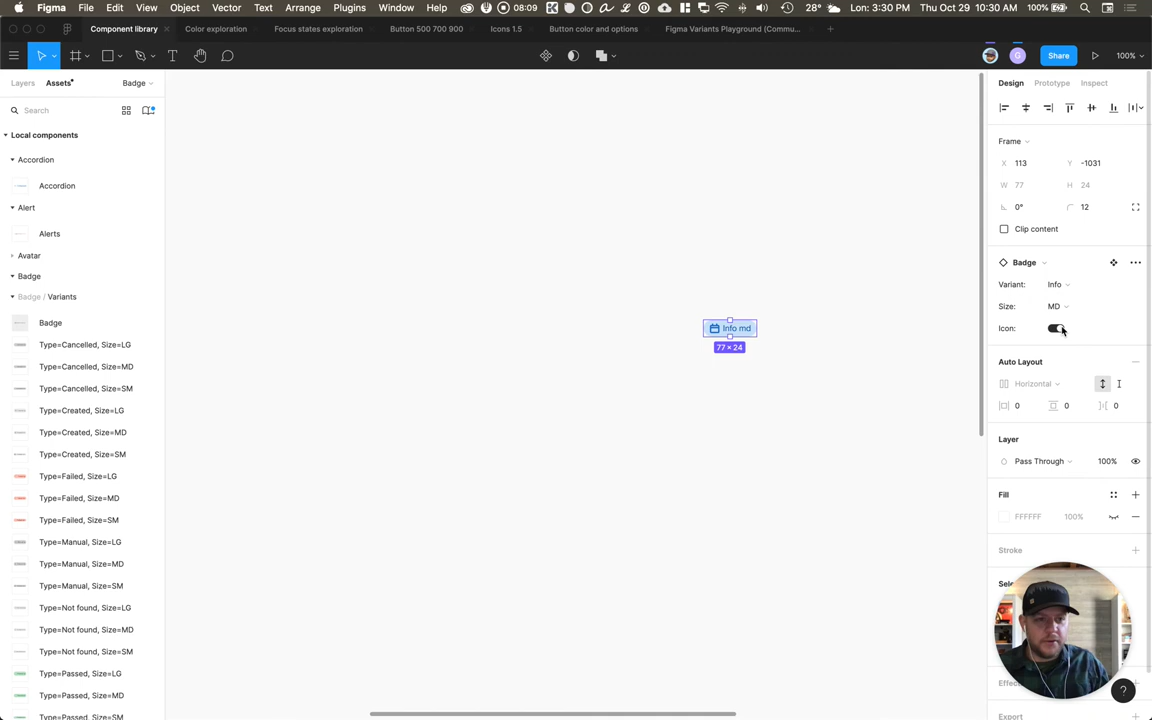 Figma File Edit View Object Vector Text Arrange Plugins Window Help 08:09 28° Lon: 3:30 PM Thu Oct 29 10:30 AM 100%
Component library Color exploration Focus states exploration Button 500 700 900 Icons 1.5 Button color and options Figma Variants Playground (Commu...
G Share 100%
Layers Assets Badge
Search
Local components
Accordion
Accordion
Alert
Alerts
Avatar
Badge
Badge / Variants
Badge
Type=Cancelled, Size=LG
Type=Cancelled, Size=MD
Type=Cancelled, Size=SM
Type=Created, Size=LG
Type=Created, Size=MD
Type=Created, Size=SM
Type=Failed, Size=LG
Type=Failed, Size=MD
Type=Failed, Size=SM
Type=Manual, Size=LG
Type=Manual, Size=MD
Type=Manual, Size=SM
Type=Not found, Size=LG
Type=Not found, Size=MD
Type=Not found, Size=SM
Type=Passed, Size=LG
Type=Passed, Size=MD
Type=Passed, Size=SM
Info md
77 × 24
Design Prototype Inspect
Frame
X 113 Y -1031
W 77 H 24
0° 12
Clip content
Badge
Variant: Info
Size: MD
Icon:
Auto Layout
Horizontal
0 0 0
Layer
Pass Through 100%
Fill
FFFFFF 100%
Stroke
?
Export